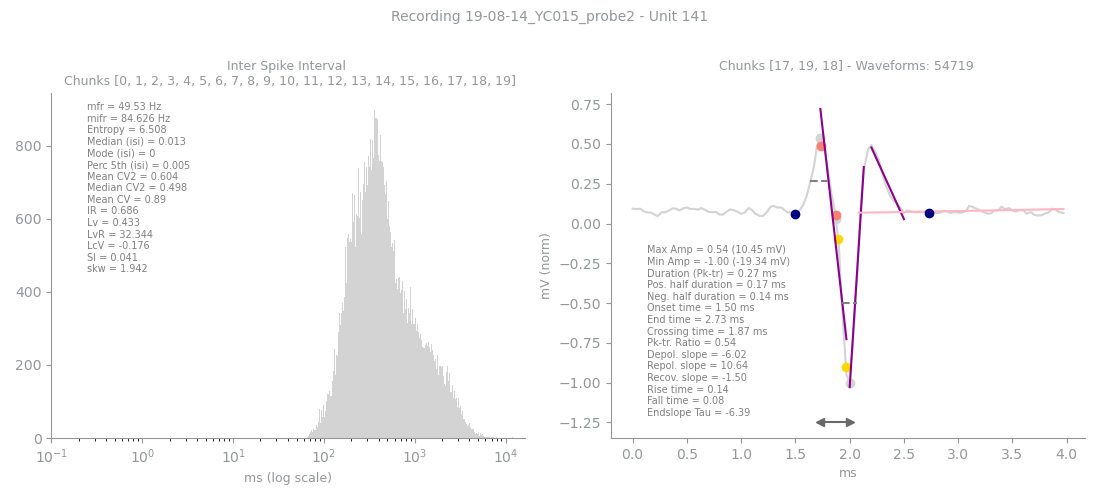 Recording 19-08-14_YC015_probe2 - Unit 141
Inter Spike Interval
Chunks [0, 1, 2, 3, 4, 5, 6, 7, 8, 9, 10, 11, 12, 13, 14, 15, 16, 17, 18, 19]
mfr = 49.53 Hz
mifr = 84.626 Hz
Entropy = 6.508
Median (isi) = 0.013
Mode (isi) = 0
Perc 5th (isi) = 0.005
Mean CV2 = 0.604
Median CV2 = 0.498
Mean CV = 0.89
IR = 0.686
Lv = 0.433
LvR = 32.344
LcV = -0.176
SI = 0.041
skw = 1.942
800
600
400
200
0
10⁻¹ 10⁰ 10¹ 10² 10³ 10⁴
ms (log scale)
Chunks [17, 19, 18] - Waveforms: 54719
mV (norm)
0.75
0.50
0.25
0.00
−0.25
−0.50
−0.75
−1.00
−1.25
Max Amp = 0.54 (10.45 mV)
Min Amp = -1.00 (-19.34 mV)
Duration (Pk-tr) = 0.27 ms
Pos. half duration = 0.17 ms
Neg. half duration = 0.14 ms
Onset time = 1.50 ms
End time = 2.73 ms
Crossing time = 1.87 ms
Pk-tr. Ratio = 0.54
Depol. slope = -6.02
Repol. slope = 10.64
Recov. slope = -1.50
Rise time = 0.14
Fall time = 0.08
Endslope Tau = -6.39
0.0 0.5 1.0 1.5 2.0 2.5 3.0 3.5 4.0
ms